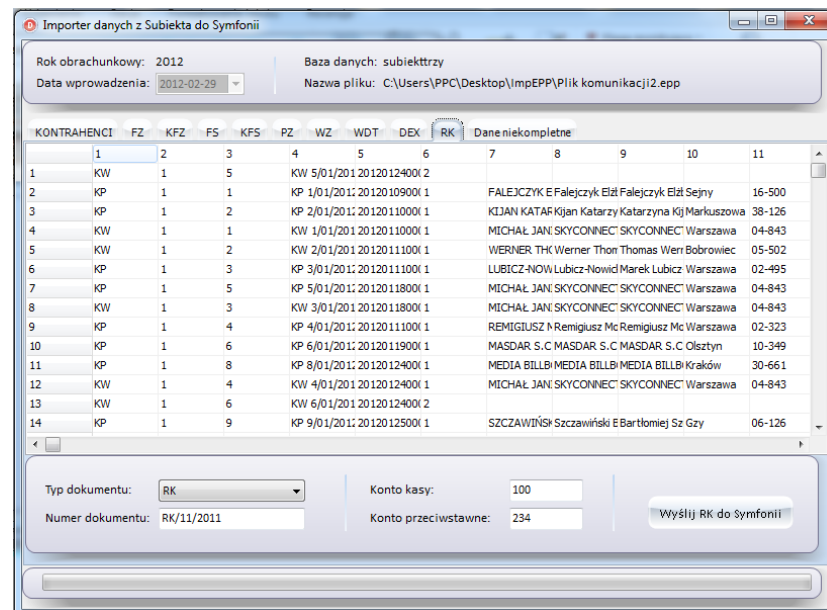 Importer danych z Subiekta do Symfonii
Rok obrachunkowy: 2012 Baza danych: subiekttrzy
Data wprowadzenia: 2012-02-29 Nazwa pliku: C:\Users\PPC\Desktop\ImpEPP\Plik komunikacji2.epp
KONTRAHENCI FZ KFZ FS KFS PZ WZ WDT DEX RK Dane niekompletne
1 2 3 4 5 6 7 8 9 10 11
1 KW 1 5 KW 5/01/201 2012012400( 2
2 KP 1 1 KP 1/01/2012 2012010900( 1 FALEJCZYK E Falejczyk Elżt Falejczyk Elżt Sejny 16-500
3 KP 1 2 KP 2/01/2012 2012011000( 1 KIJAN KATAR Kijan Katarzy Katarzyna Kij Markuszowa 38-126
4 KW 1 1 KW 1/01/201 2012011000( 1 MICHAŁ JAN: SKYCONNECT SKYCONNECT Warszawa 04-843
5 KW 1 2 KW 2/01/201 2012011100( 1 WERNER TH( Werner Thon Thomas Werr Bobrowiec 05-502
6 KP 1 3 KP 3/01/2012 2012011100( 1 LUBICZ-NOW Lubicz-Nowicl Marek Lubicz Warszawa 02-495
7 KP 1 5 KP 5/01/2012 2012011800( 1 MICHAŁ JAN: SKYCONNECT SKYCONNECT Warszawa 04-843
8 KW 1 3 KW 3/01/201 2012011800( 1 MICHAŁ JAN: SKYCONNECT SKYCONNECT Warszawa 04-843
9 KP 1 4 KP 4/01/2012 2012011100( 1 REMIGIUSZ M Remigiusz Mc Remigiusz Mc Warszawa 02-323
10 KP 1 6 KP 6/01/2012 2012011900( 1 MASDAR S.C MASDAR S.C MASDAR S.C Olsztyn 10-349
11 KP 1 8 KP 8/01/2012 2012012400( 1 MEDIA BILLB( MEDIA BILLB( MEDIA BILLB( Kraków 30-661
12 KW 1 4 KW 4/01/201 2012012400( 1 MICHAŁ JAN: SKYCONNECT SKYCONNECT Warszawa 04-843
13 KW 1 6 KW 6/01/201 2012012400( 2
14 KP 1 9 KP 9/01/2012 2012012500( 1 SZCZAWIŃSK Szczawiński B Bartłomiej Sz Gzy 06-126
Typ dokumentu: RK Konto kasy: 100
Numer dokumentu: RK/11/2011 Konto przeciwstawne: 234
Wyślij RK do Symfonii